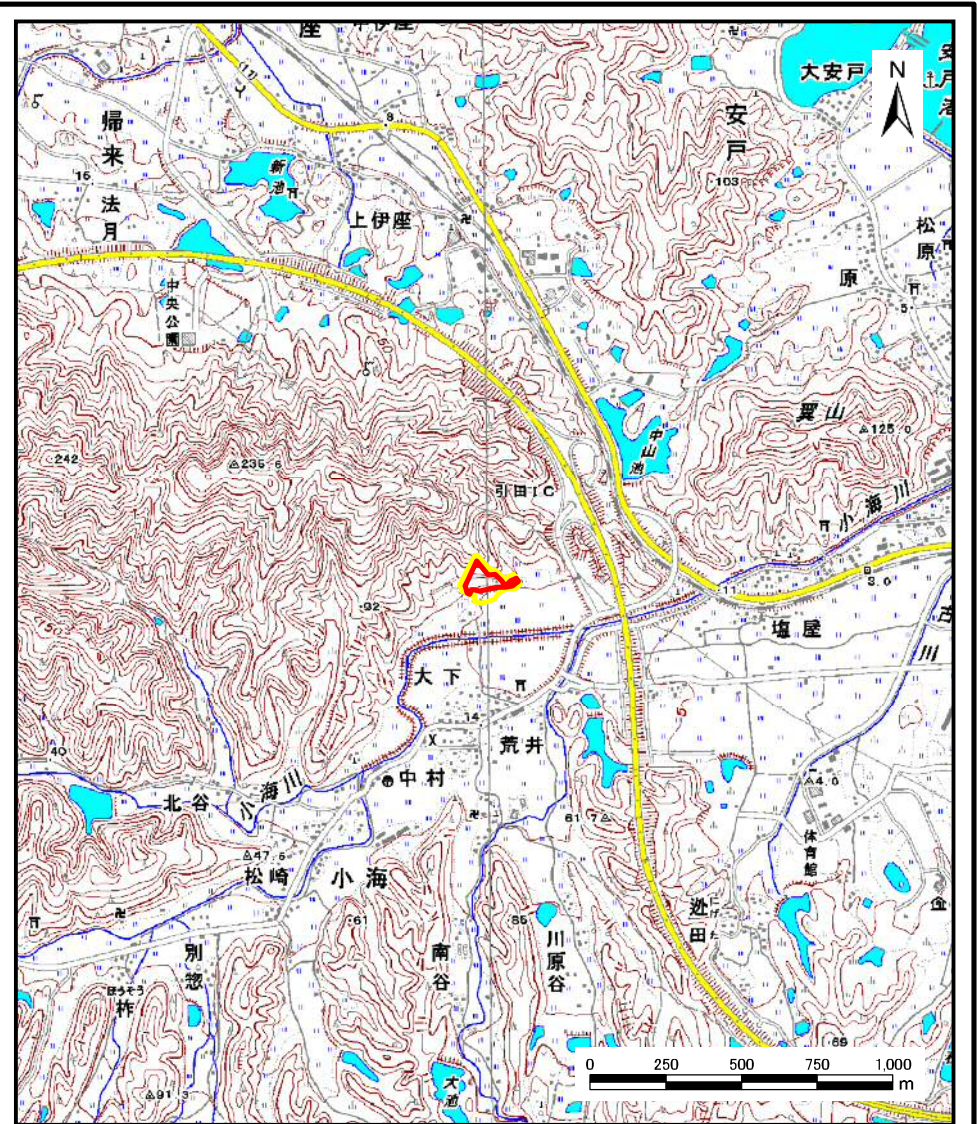 大安戸
N
帰来
法月
安戸
8
103
15
新池
上伊座
松原
原
5
中央公園
50
翼山
125.0
242
235.6
中山池
引田IC
小海川
3.0
92
11
塩屋
大下
14
荒井
中村
北谷
小海川
61.7
4.0
47.5
松崎
小海
体育館
61
85
別惣
南谷
川原谷
ほうそう
柞
69
91.3
大池
0 250 500 750 1,000
m